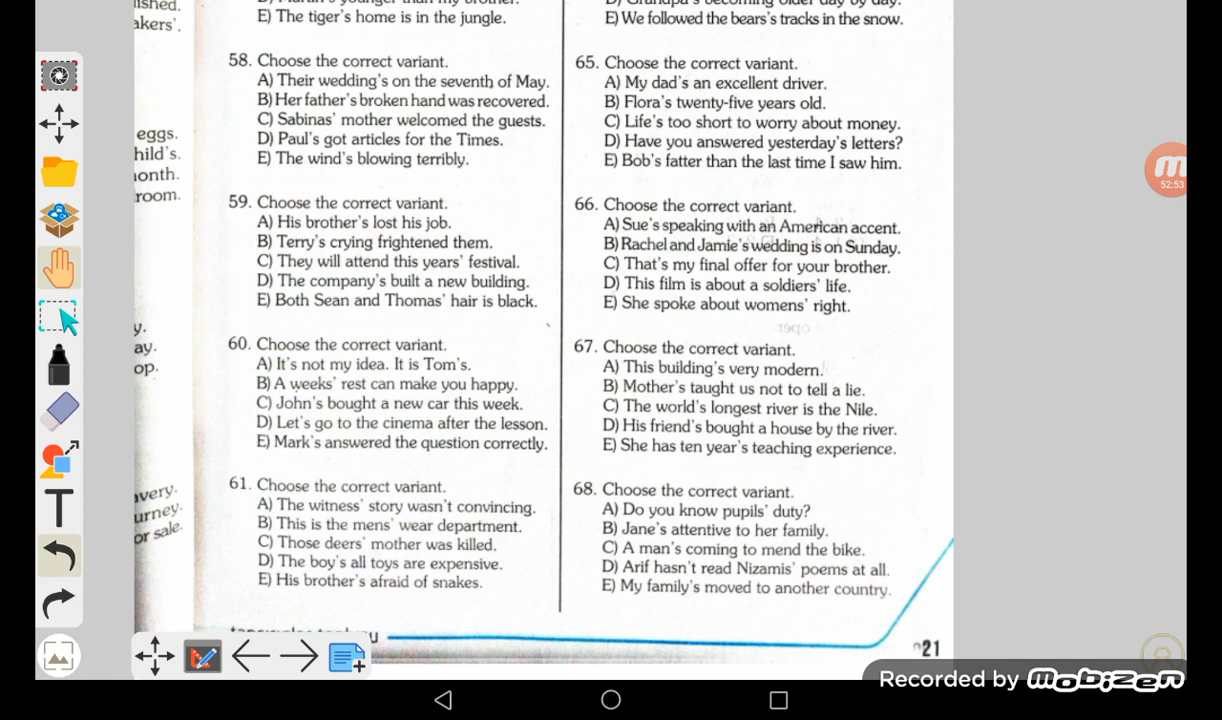 ished.
akers'.
eggs.
hild's.
onth.
room.
y.
ay.
op.
avery.
urney.
or sale.
E) The tiger's home is in the jungle.
58. Choose the correct variant.
A) Their wedding's on the seventh of May.
B) Her father's broken hand was recovered.
C) Sabinas' mother welcomed the guests.
D) Paul's got articles for the Times.
E) The wind's blowing terribly.
59. Choose the correct variant.
A) His brother's lost his job.
B) Terry's crying frightened them.
C) They will attend this years' festival.
D) The company's built a new building.
E) Both Sean and Thomas' hair is black.
60. Choose the correct variant.
A) It's not my idea. It is Tom's.
B) A weeks' rest can make you happy.
C) John's bought a new car this week.
D) Let's go to the cinema after the lesson.
E) Mark's answered the question correctly.
61. Choose the correct variant.
A) The witness' story wasn't convincing.
B) This is the mens' wear department.
C) Those deers' mother was killed.
D) The boy's all toys are expensive.
E) His brother's afraid of snakes.
E) We followed the bears's tracks in the snow.
65. Choose the correct variant.
A) My dad's an excellent driver.
B) Flora's twenty-five years old.
C) Life's too short to worry about money.
D) Have you answered yesterday's letters?
E) Bob's fatter than the last time I saw him.
66. Choose the correct variant.
A) Sue's speaking with an American accent.
B) Rachel and Jamie's wedding is on Sunday.
C) That's my final offer for your brother.
D) This film is about a soldiers' life.
E) She spoke about womens' right.
67. Choose the correct variant.
A) This building's very modern.
B) Mother's taught us not to tell a lie.
C) The world's longest river is the Nile.
D) His friend's bought a house by the river.
E) She has ten year's teaching experience.
68. Choose the correct variant.
A) Do you know pupils' duty?
B) Jane's attentive to her family.
C) A man's coming to mend the bike.
D) Arif hasn't read Nizamis' poems at all.
E) My family's moved to another country.
21
52:53
T
Recorded by mobizen